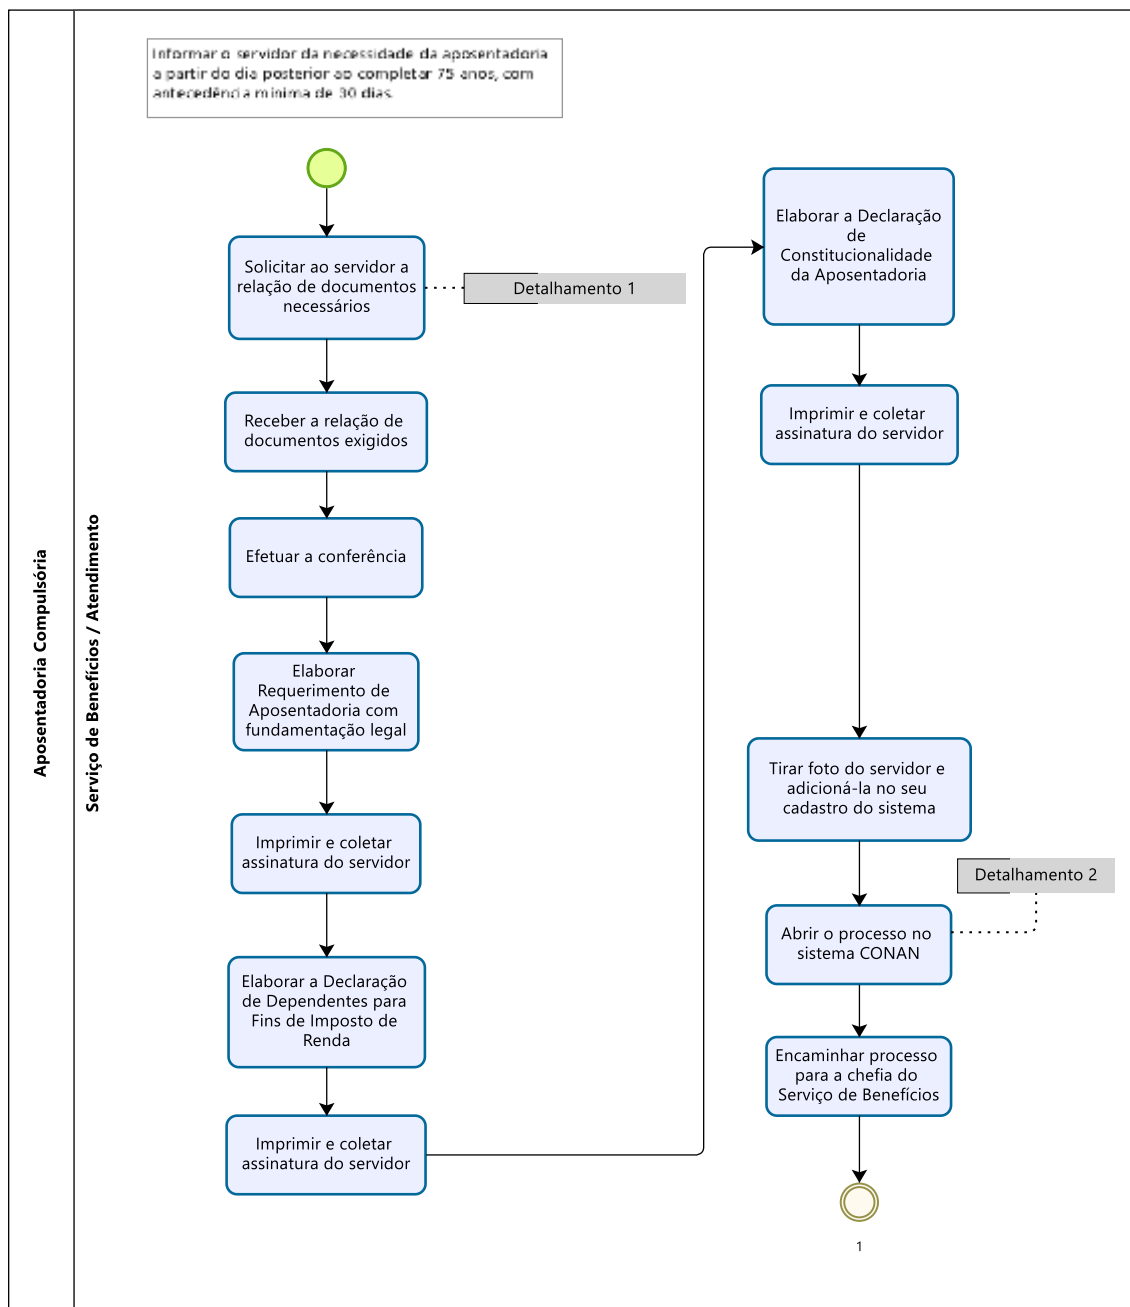 Aposentadoria Compulsória
Serviço de Benefícios / Atendimento
Informar o servidor da necessidade da aposentadoria
a partir do dia posterior ao completar 75 anos, com
antecedência mínima de 30 dias.
Solicitar ao servidor a
relação de documentos
necessários
Detalhamento 1
Receber a relação de
documentos exigidos
Efetuar a conferência
Elaborar
Requerimento de
Aposentadoria com
fundamentação legal
Imprimir e coletar
assinatura do servidor
Elaborar a Declaração
de Dependentes para
Fins de Imposto de
Renda
Imprimir e coletar
assinatura do servidor
Elaborar a Declaração
de
Constitucionalidade
da Aposentadoria
Imprimir e coletar
assinatura do servidor
Tirar foto do servidor e
adicioná-la no seu
cadastro do sistema
Detalhamento 2
Abrir o processo no
sistema CONAN
Encaminhar processo
para a chefia do
Serviço de Benefícios
1